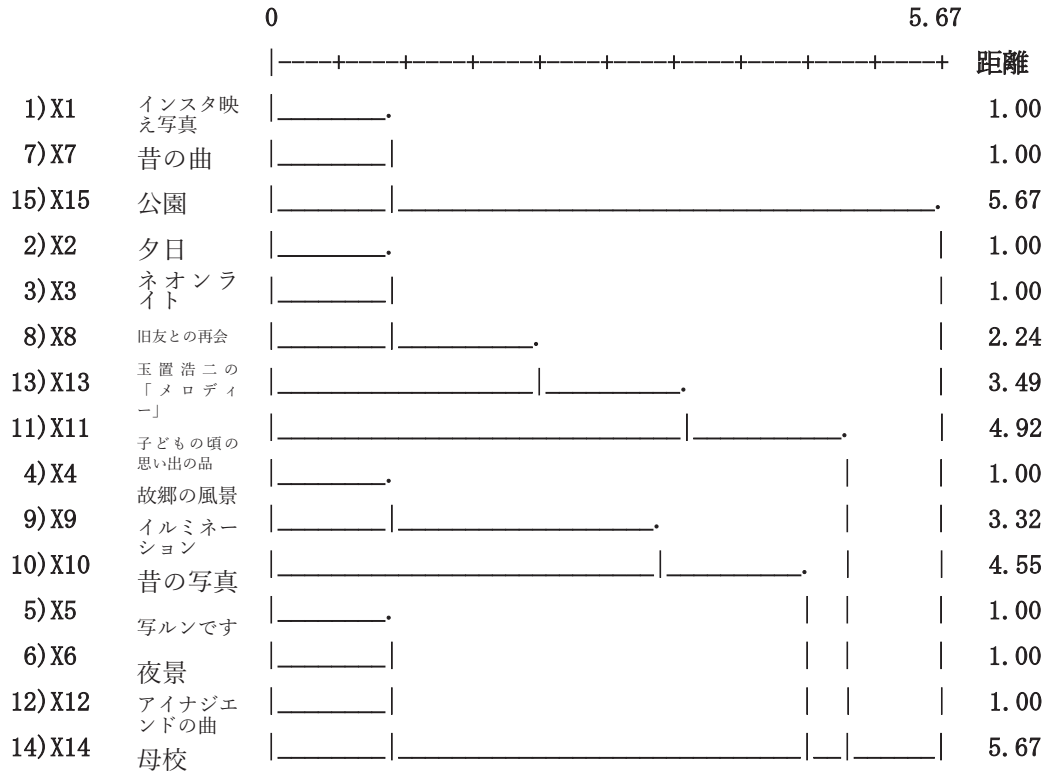 0 5.67
距離
1)X1 インスタ映え写真 1.00
7)X7 昔の曲 1.00
15)X15 公園 5.67
2)X2 夕日 1.00
3)X3 ネオンライト 1.00
8)X8 旧友との再会 2.24
13)X13 玉置浩二の「メロディー」 3.49
11)X11 子どもの頃の思い出の品 4.92
4)X4 故郷の風景 1.00
9)X9 イルミネーション 3.32
10)X10 昔の写真 4.55
5)X5 写ルンです 1.00
6)X6 夜景 1.00
12)X12 アイナジエンドの曲 1.00
14)X14 母校 5.67